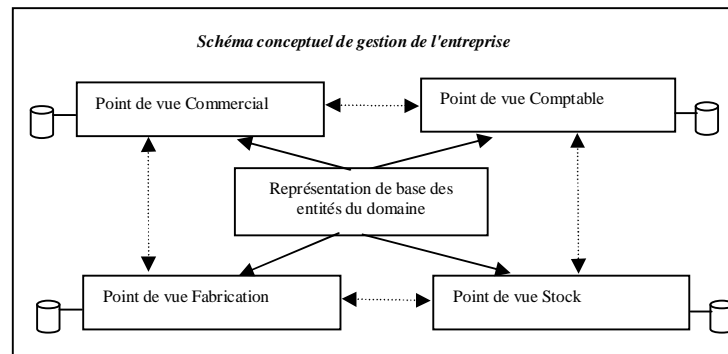 Schéma conceptuel de gestion de l'entreprise
Point de vue Commercial
Point de vue Comptable
Représentation de base des
entités du domaine
Point de vue Fabrication
Point de vue Stock